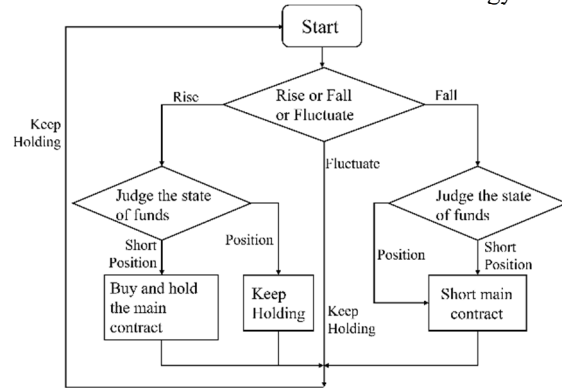 Start
Rise or Fall
or Fluctuate
Rise
Fall
Keep
Holding
Fluctuate
Judge the state
of funds
Judge the state
of funds
Short
Position
Position
Position
Short
Position
Buy and hold
the main
contract
Keep
Holding
Keep
Holding
Short main
contract